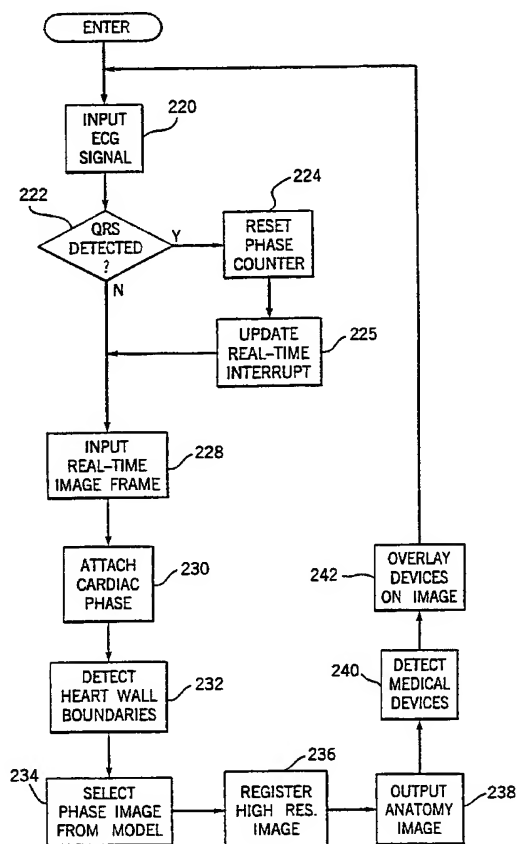 ENTER
220
INPUT
ECG
SIGNAL
222
QRS
DETECTED
?
Y
N
224
RESET
PHASE
COUNTER
225
UPDATE
REAL-TIME
INTERRUPT
228
INPUT
REAL-TIME
IMAGE FRAME
230
ATTACH
CARDIAC
PHASE
232
DETECT
HEART WALL
BOUNDARIES
234
SELECT
PHASE IMAGE
FROM MODEL
236
REGISTER
HIGH RES.
IMAGE
238
OUTPUT
ANATOMY
IMAGE
240
DETECT
MEDICAL
DEVICES
242
OVERLAY
DEVICES
ON IMAGE